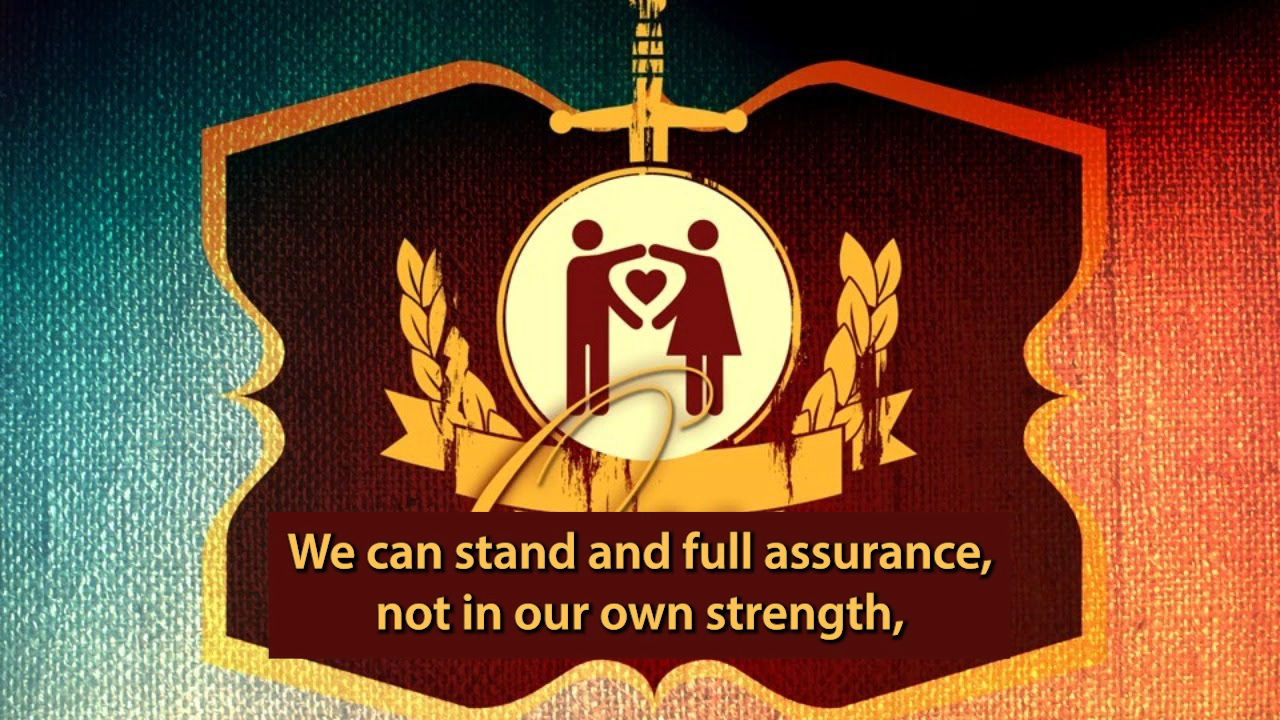 We can stand and full assurance,
not in our own strength,